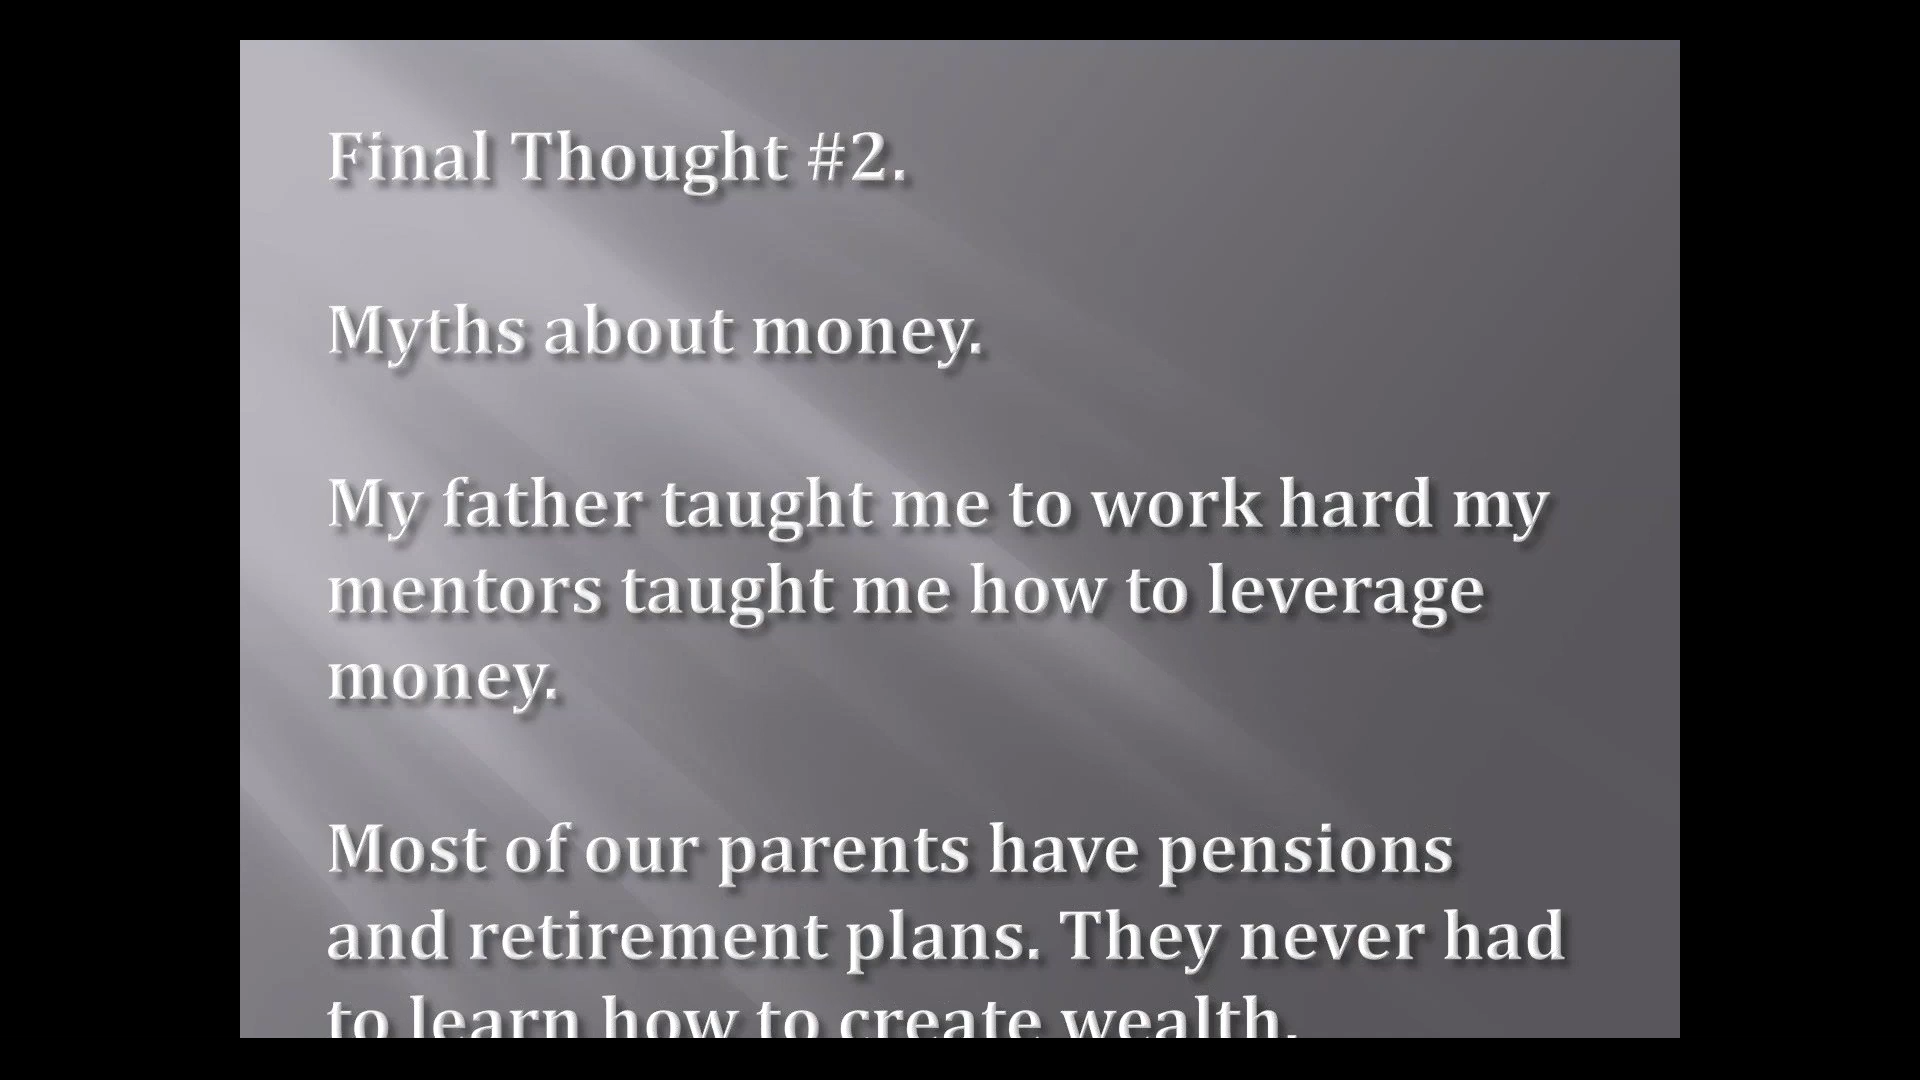 Final Thought #2.
Myths about money.
My father taught me to work hard my
mentors taught me how to leverage
money.
Most of our parents have pensions
and retirement plans. They never had
to learn how to create wealth.